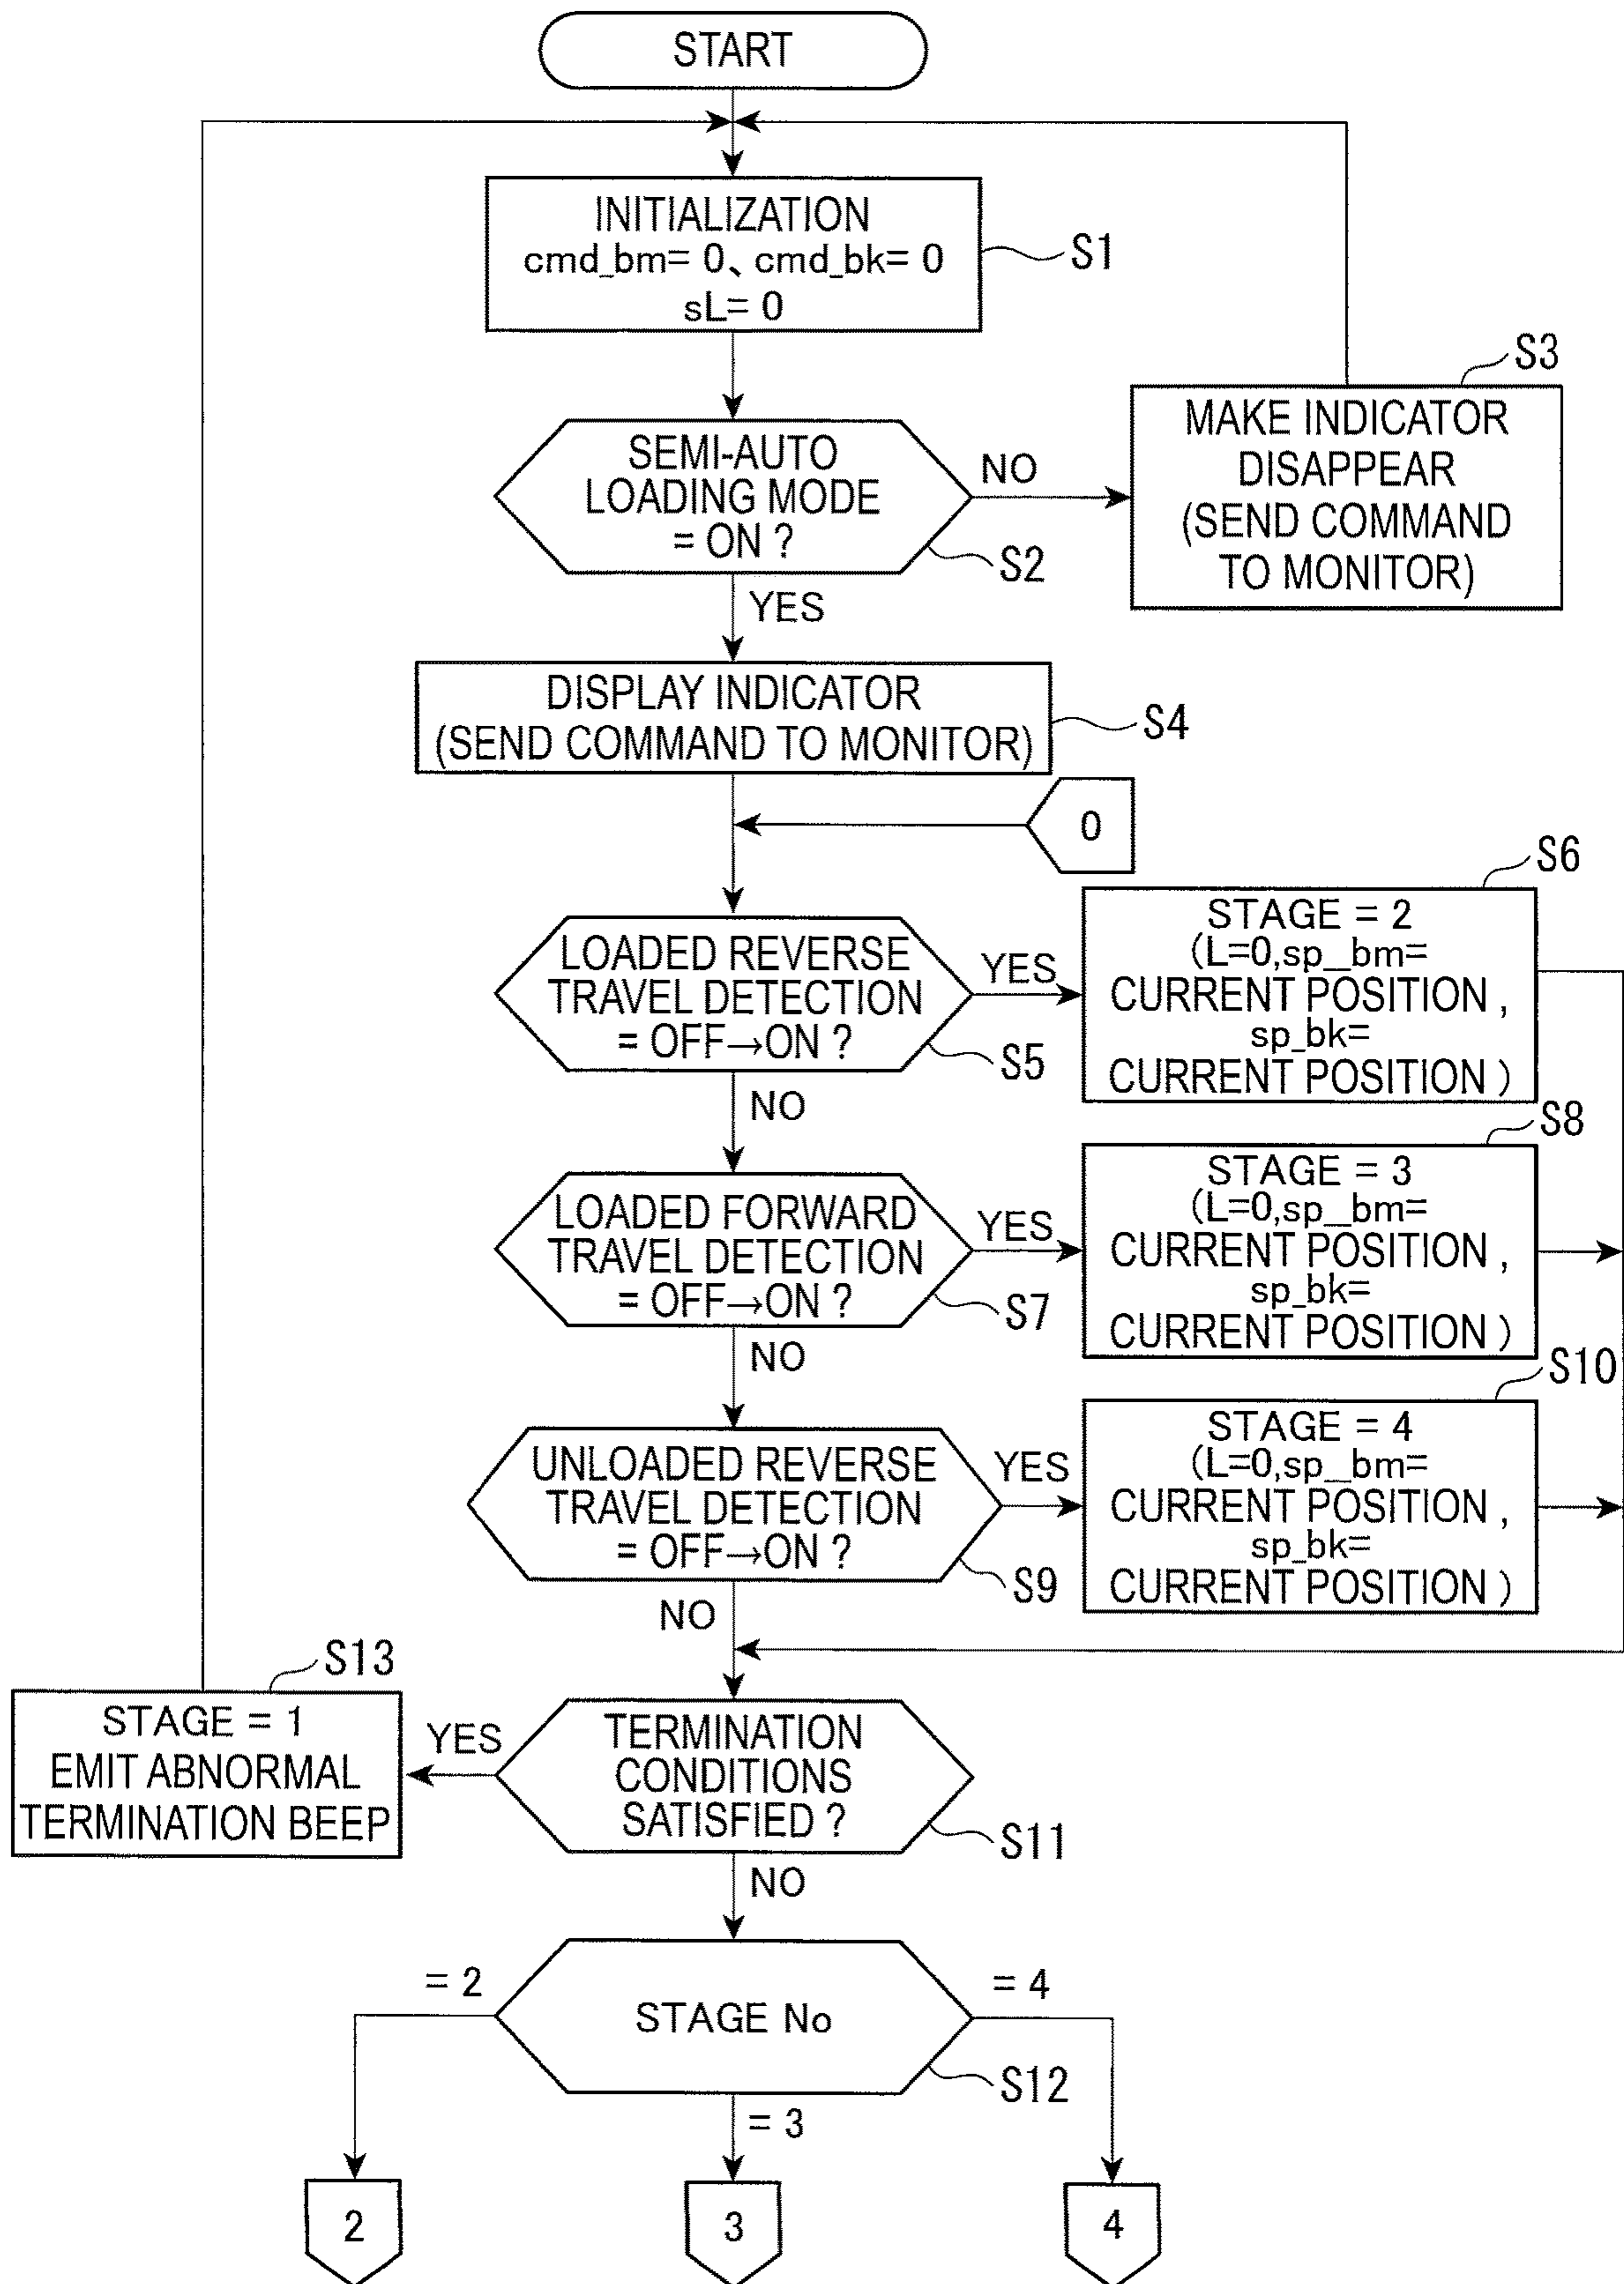 START
INITIALIZATION
cmd_bm= 0、cmd_bk= 0
sL= 0
S1
SEMI-AUTO
LOADING MODE
= ON ?
S2
NO
YES
S3
MAKE INDICATOR
DISAPPEAR
(SEND COMMAND
TO MONITOR)
DISPLAY INDICATOR
(SEND COMMAND TO MONITOR)
S4
0
LOADED REVERSE
TRAVEL DETECTION
= OFF→ON ?
S5
YES
NO
S6
STAGE = 2
(L=0,sp_bm=
CURRENT POSITION ,
sp_bk=
CURRENT POSITION )
LOADED FORWARD
TRAVEL DETECTION
= OFF→ON ?
S7
YES
NO
S8
STAGE = 3
(L=0,sp_bm=
CURRENT POSITION ,
sp_bk=
CURRENT POSITION )
UNLOADED REVERSE
TRAVEL DETECTION
= OFF→ON ?
S9
YES
NO
S10
STAGE = 4
(L=0,sp_bm=
CURRENT POSITION ,
sp_bk=
CURRENT POSITION )
TERMINATION
CONDITIONS
SATISFIED ?
S11
YES
NO
S13
STAGE = 1
EMIT ABNORMAL
TERMINATION BEEP
STAGE No
S12
= 2
= 3
= 4
2
3
4